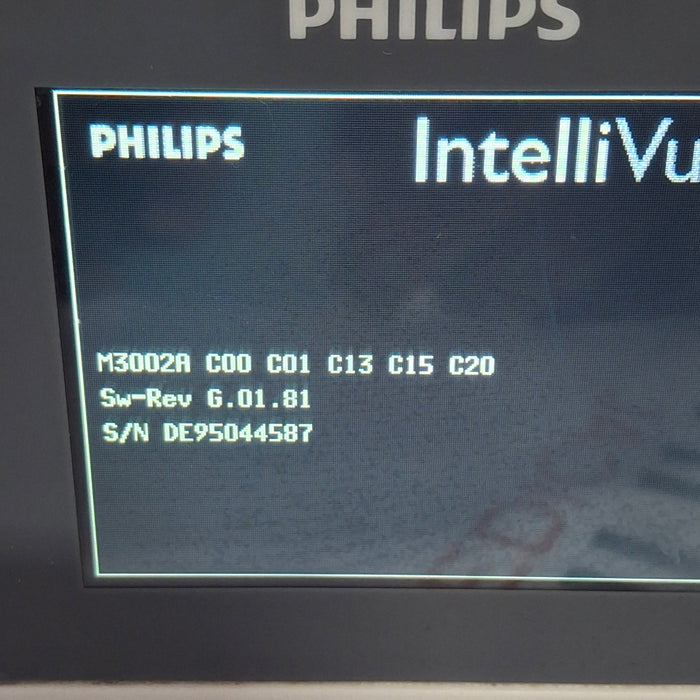 PHILIPS
PHILIPS IntelliVu
M3002A C00 C01 C13 C15 C20
Sw-Rev G.01.81
S/N DE95044587